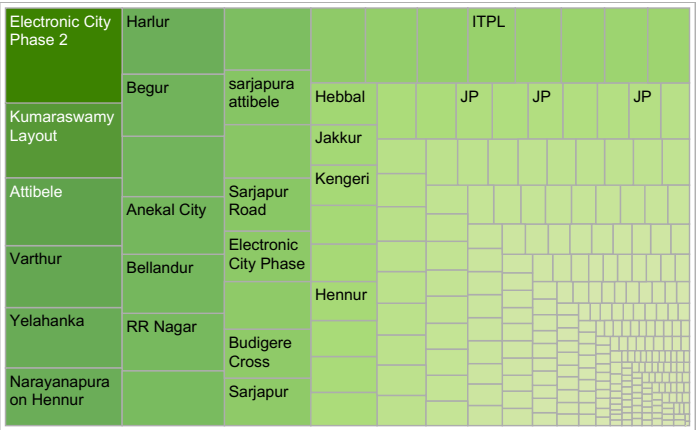 Electronic City
Phase 2
Kumaraswamy
Layout
Attibele
Varthur
Yelahanka
Narayanapura
on Hennur
Harlur
Begur
Anekal City
Bellandur
RR Nagar
sarjapura
attibele
Sarjapur
Road
Electronic
City Phase
Budigere
Cross
Sarjapur
Hebbal
Jakkur
Kengeri
Hennur
ITPL
JP
JP
JP